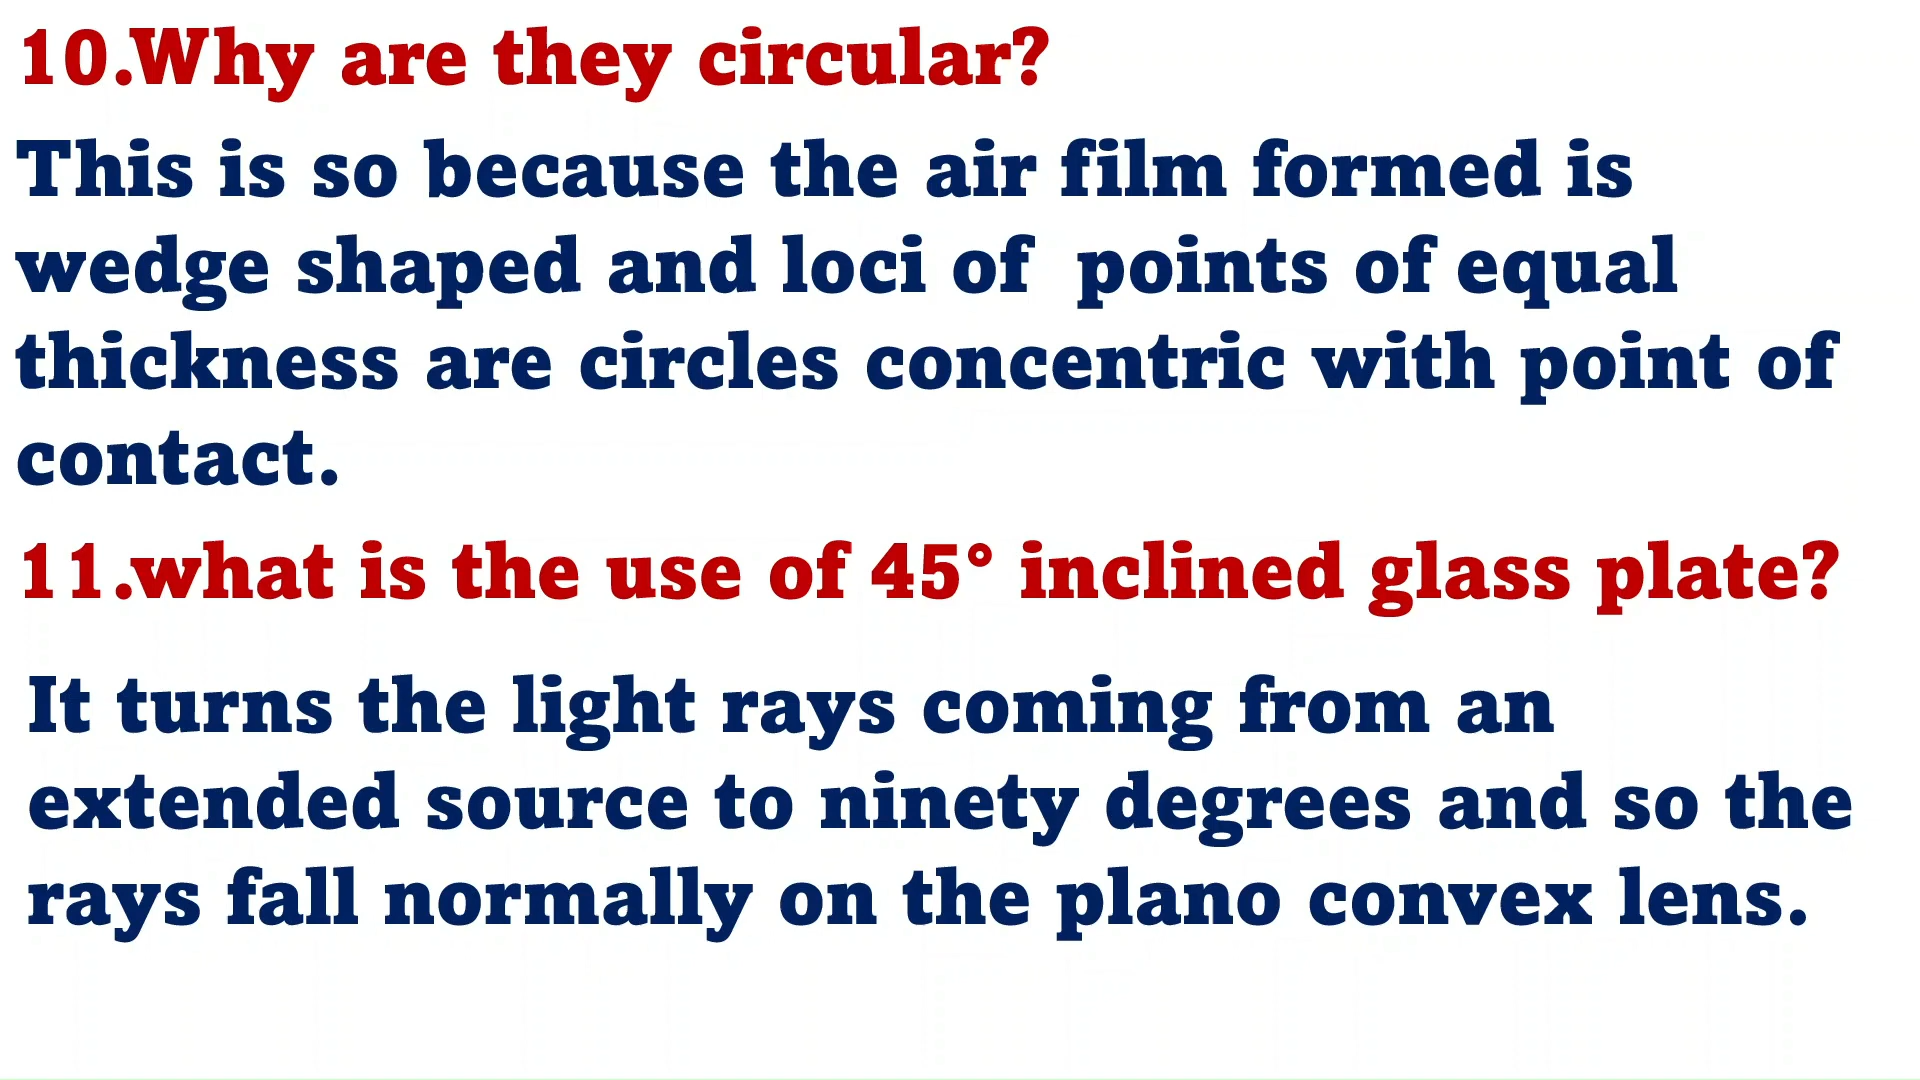 10.Why are they circular?
This is so because the air film formed is
wedge shaped and loci of  points of equal
thickness are circles concentric with point of
contact.
11.what is the use of 45° inclined glass plate?
It turns the light rays coming from an
extended source to ninety degrees and so the
rays fall normally on the plano convex lens.